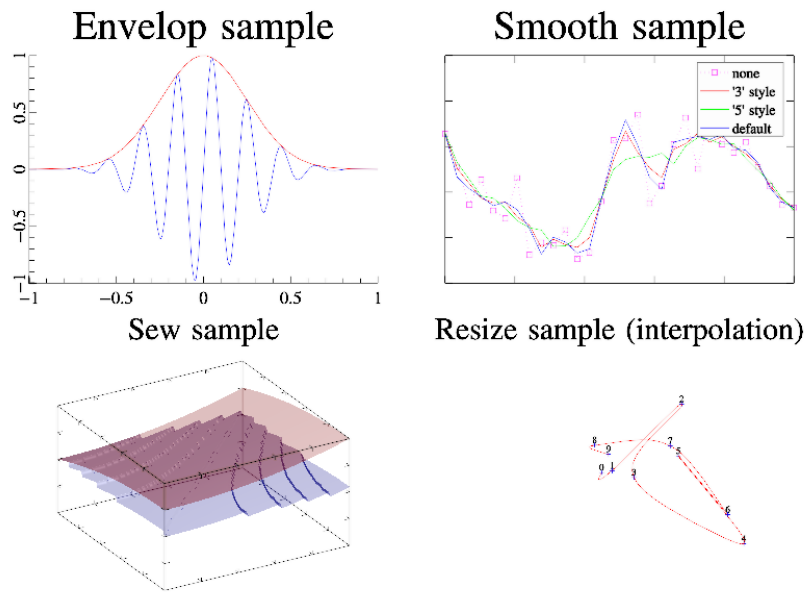 Envelop sample
Smooth sample
1
0.5
0
−0.5
−1
−1 −0.5 0 0.5 1
none
'3' style
'5' style
default
Sew sample
Resize sample (interpolation)
2
8
9
7
5
0 1
3
6
4